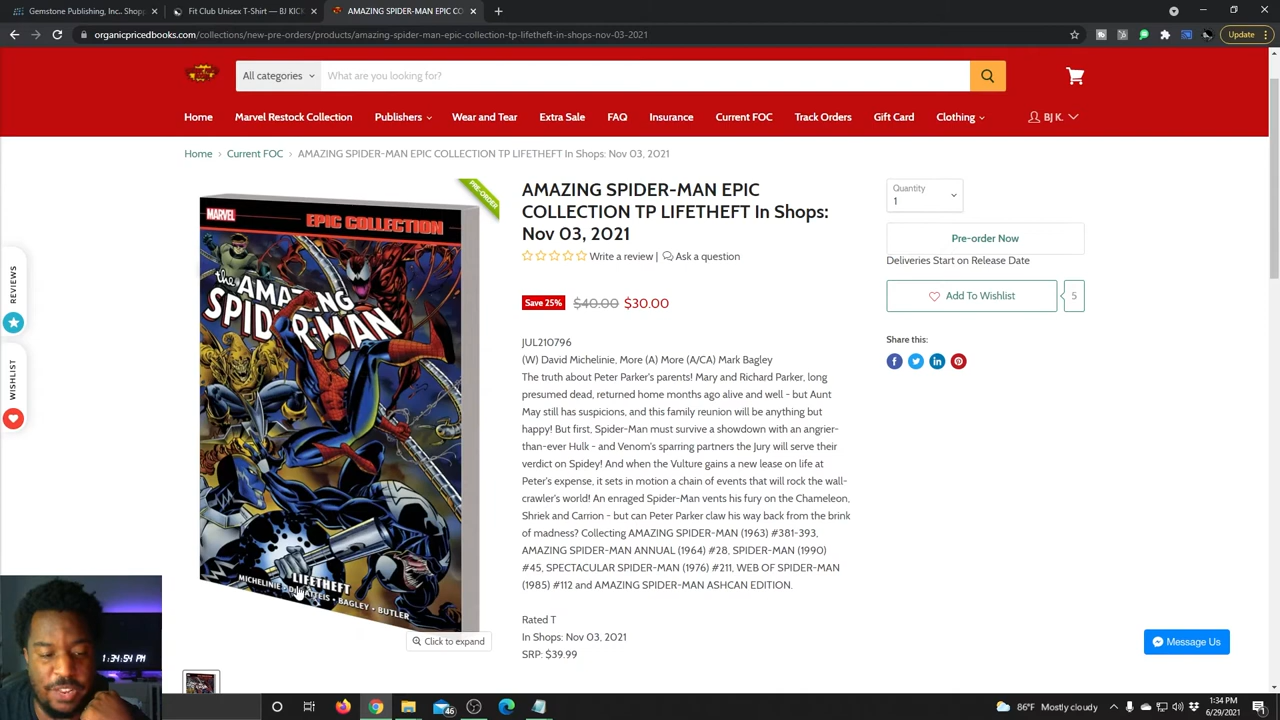 Gemstone Publishing, Pric
Fit C
FOC
organicpricedbooks.com/collections/new-pre-orders/products/amazing-spider-man-epic-collection-tp-lifetheft-in-shops-nov-03-2021
Update
All categories
What are you looking for?
Home
Marvel Restock Collection
Publishers
Wear and Tear
Extra Sale
FAQ
Insurance
Current FOC
Track Orders
Gift Card
Clothing
BJ K.
Home > Current FOC > AMAZING SPIDER-MAN EPIC COLLECTION TP LIFETHEFT In Shops: Nov 03, 2021
REVIEWS
WISHLIST
PRE-ORDER
MARVEL
EPIC COLLECTION
the AMAZING
SPIDER-MAN
LIFETHEFT
MICHELINIE • DEMATTEIS • BAGLEY • BUTLER
Click to expand
AMAZING SPIDER-MAN EPIC
COLLECTION TP LIFETHEFT In Shops:
Nov 03, 2021
Write a review | Ask a question
Save 25% $40.00 $30.00
JUL210796
(W) David Michelinie, More (A) More (A/CA) Mark Bagley
The truth about Peter Parker's parents! Mary and Richard Parker, long
presumed dead, returned home months ago alive and well - but Aunt
May still has suspicions, and this family reunion will be anything but
happy! But first, Spider-Man must survive a showdown with an angrier-
than-ever Hulk - and Venom's sparring partners the Jury will serve their
verdict on Spidey! And when the Vulture gains a new lease on life at
Peter's expense, it sets in motion a chain of events that will rock the wall-
crawler's world! An enraged Spider-Man vents his fury on the Chameleon,
Shriek and Carrion - but can Peter Parker claw his way back from the brink
of madness? Collecting AMAZING SPIDER-MAN (1963) #381-393,
AMAZING SPIDER-MAN ANNUAL (1964) #28, SPIDER-MAN (1990)
#45, SPECTACULAR SPIDER-MAN (1976) #211, WEB OF SPIDER-MAN
(1985) #112 and AMAZING SPIDER-MAN ASHCAN EDITION.
Rated T
In Shops: Nov 03, 2021
SRP: $39.99
Quantity
1
Pre-order Now
Deliveries Start on Release Date
Add To Wishlist
5
Share this:
Message Us
1:34:54 PM
46
86°F Mostly cloudy
1:34 PM
6/29/2021